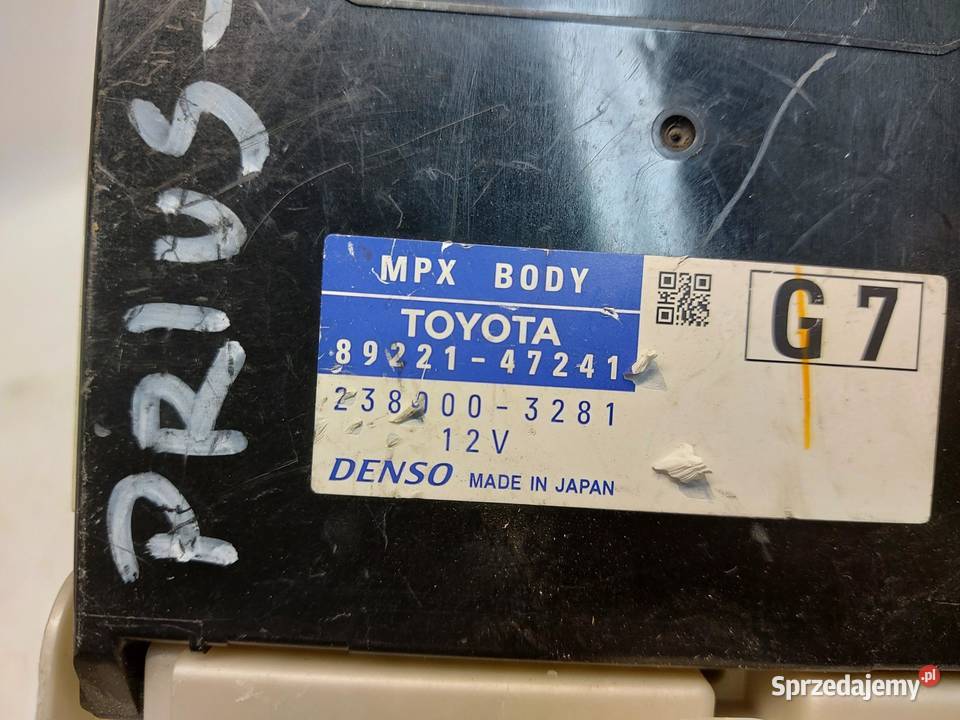 PRIUS-
MPX BODY
TOYOTA
89221-47241
238000-3281
12V
DENSO MADE IN JAPAN
G7
Sprzedajemy.pl